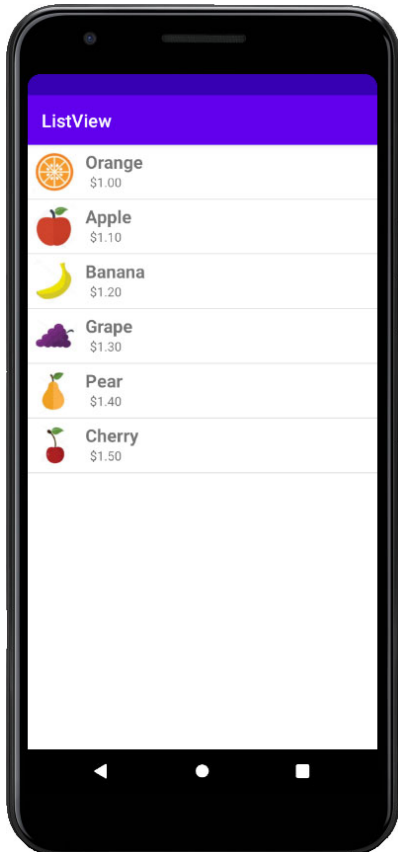 ListView
Orange
$1.00
Apple
$1.10
Banana
$1.20
Grape
$1.30
Pear
$1.40
Cherry
$1.50